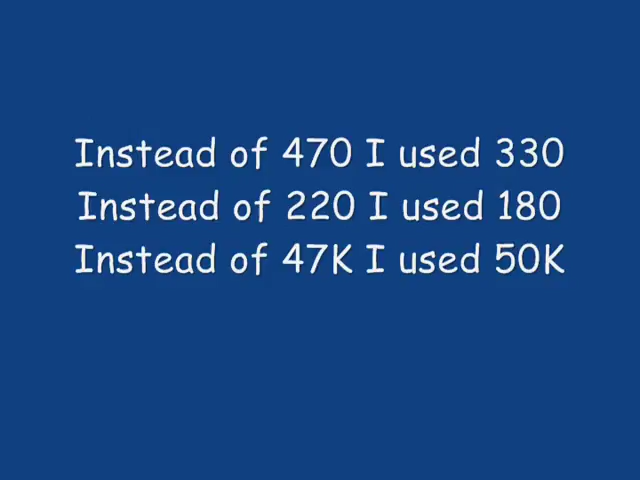 Instead of 470 I used 330
Instead of 220 I used 180
Instead of 47K I used 50K